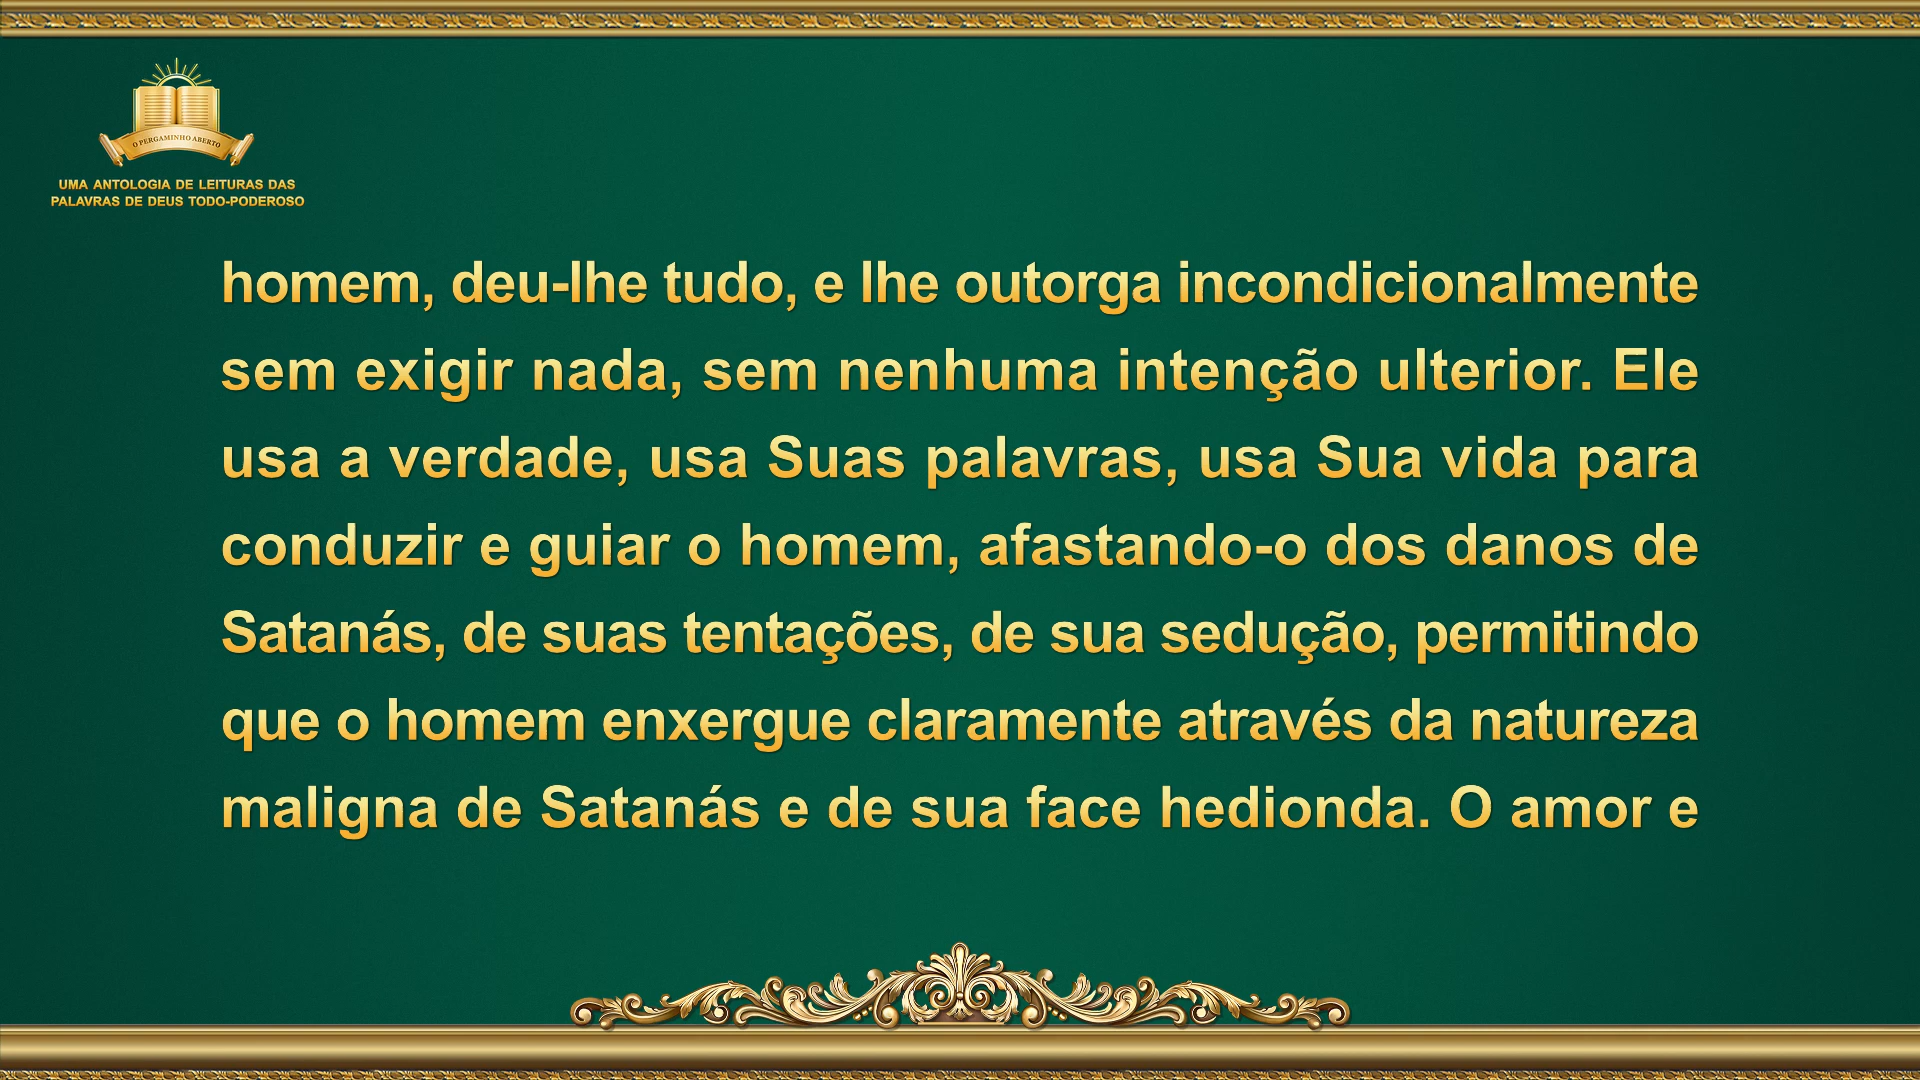 O PERGAMINHO ABERTO
UMA ANTOLOGIA DE LEITURAS DAS
PALAVRAS DE DEUS TODO-PODEROSO
homem, deu-lhe tudo, e lhe outorga incondicionalmente
sem exigir nada, sem nenhuma intenção ulterior. Ele
usa a verdade, usa Suas palavras, usa Sua vida para
conduzir e guiar o homem, afastando-o dos danos de
Satanás, de suas tentações, de sua sedução, permitindo
que o homem enxergue claramente através da natureza
maligna de Satanás e de sua face hedionda. O amor e